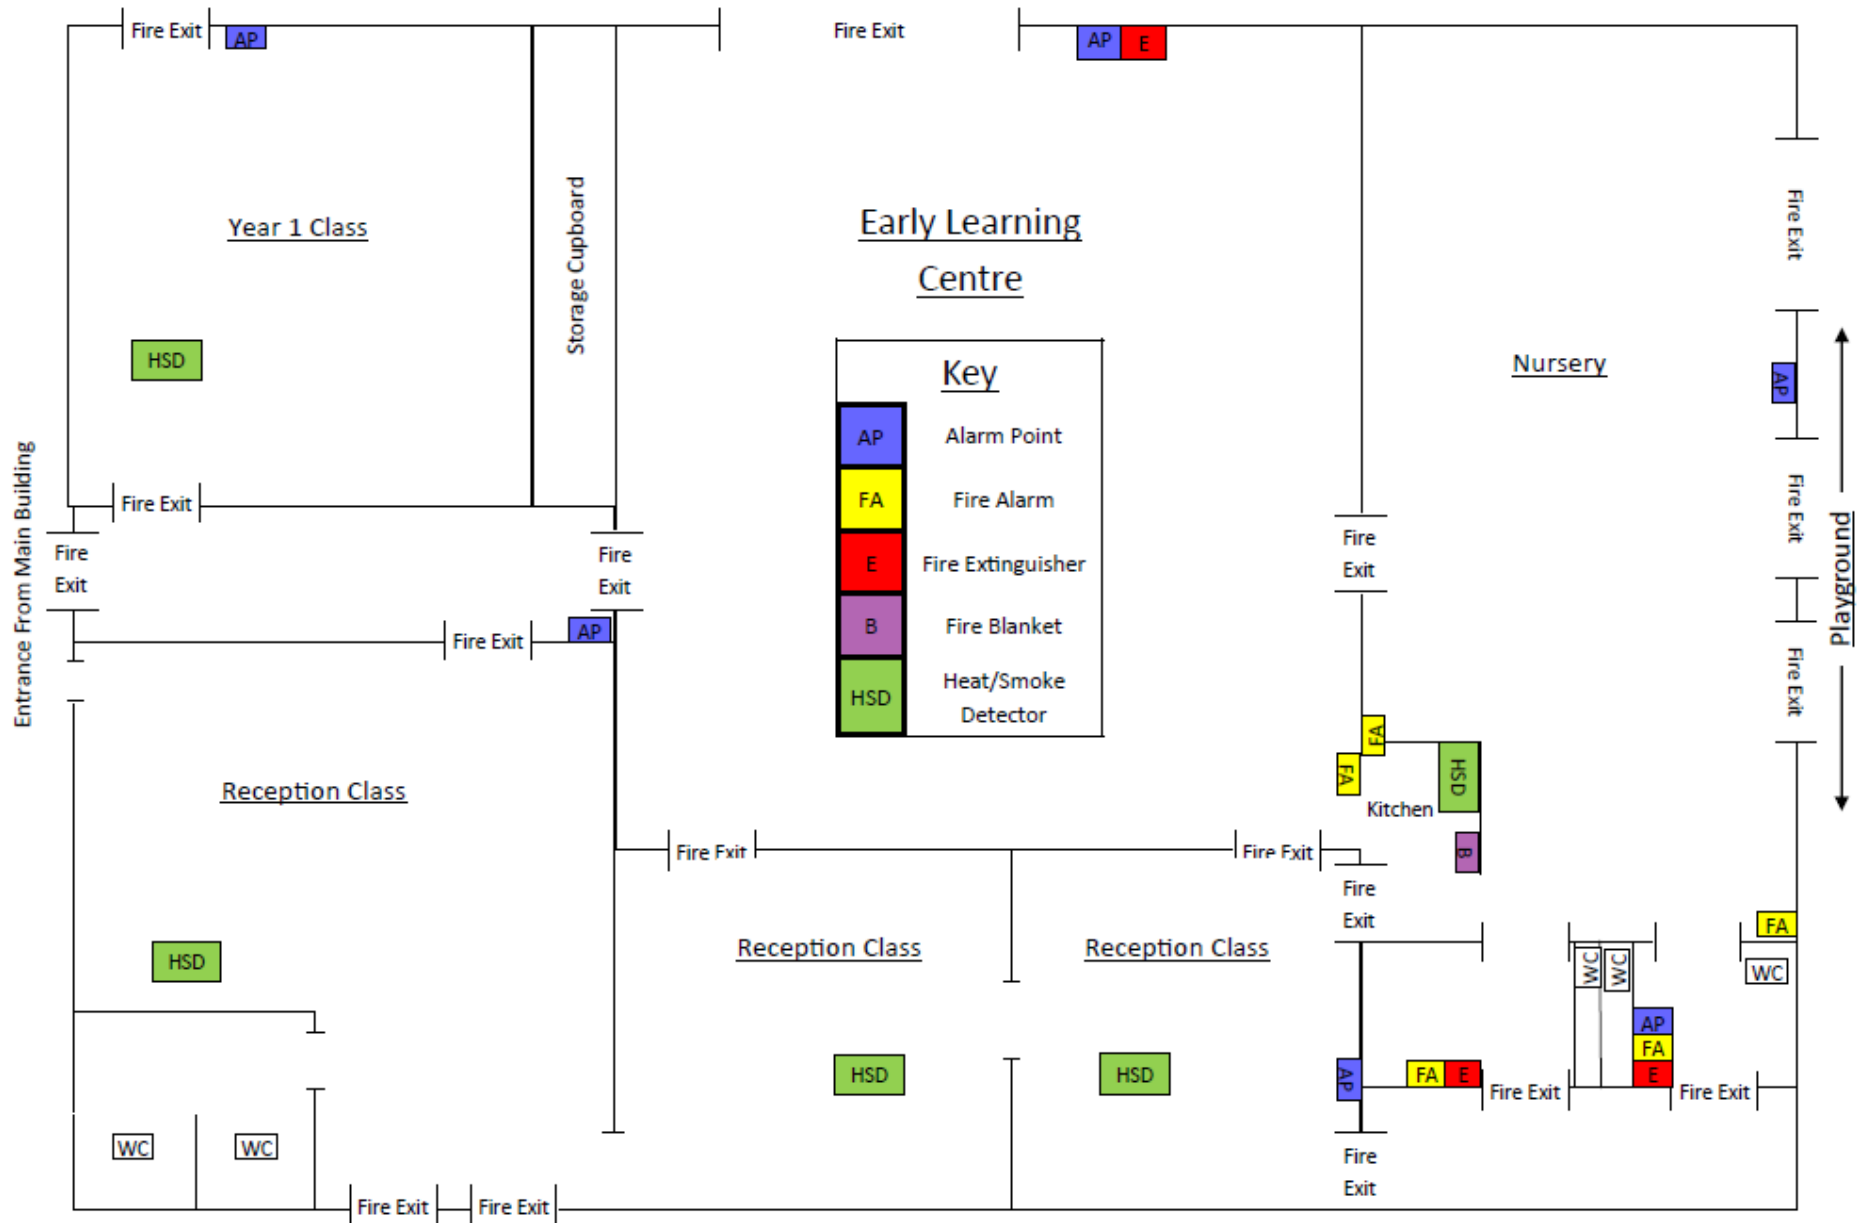 Fire Exit
Fire Exit
AP
AP
E
Year 1 Class
Storage Cupboard
Early Learning
Centre
Fire Exit
HSD
Key
Nursery
AP
AP
Alarm Point
FA
Fire Alarm
E
Fire Extinguisher
B
Fire Blanket
HSD
Heat/Smoke
Detector
Entrance From Main Building
Fire Exit
Fire
Exit
Fire
Exit
Fire
Exit
Fire Exit
Playground
Fire Exit
AP
Fire Exit
FA
FA
HSD
Kitchen
Reception Class
B
Fire Exit
Fire Exit
Fire
Exit
FA
Reception Class
Reception Class
HSD
WC
WC
WC
AP
FA
E
HSD
HSD
AP
FA
E
Fire Exit
Fire Exit
WC
WC
Fire
Exit
Fire Exit
Fire Exit